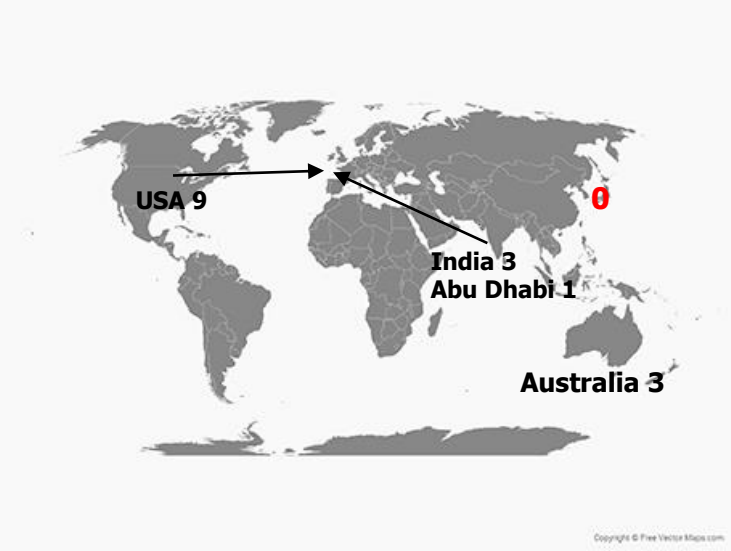 USA 9
0
India 3
Abu Dhabi 1
Australia 3
Copyright © Free Vector Maps.com